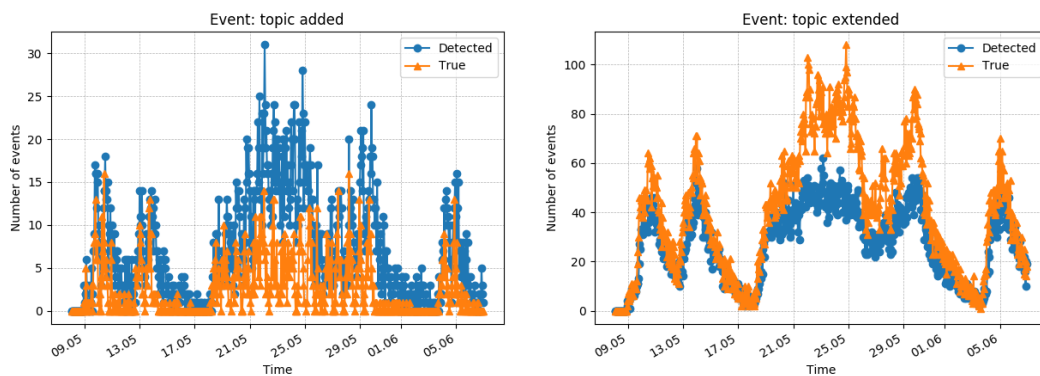 Event: topic added
Number of events
30
25
20
15
10
5
0
Detected
True
09.05 13.05 17.05 21.05 25.05 29.05 01.06 05.06
Time
Event: topic extended
Number of events
100
80
60
40
20
0
Detected
True
09.05 13.05 17.05 21.05 25.05 29.05 01.06 05.06
Time